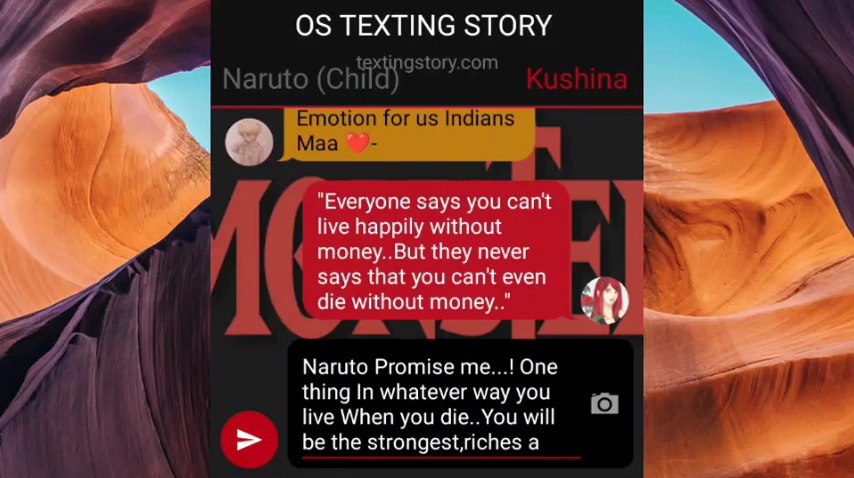 OS TEXTING STORY
textingstory.com
Naruto (Child)
Kushina
Emotion for us Indians
Maa ❤️-
"Everyone says you can't
live happily without
money..But they never
says that you can't even
die without money.."
MONSTER
Naruto Promise me...! One
thing In whatever way you
live When you die..You will
be the strongest,riches a